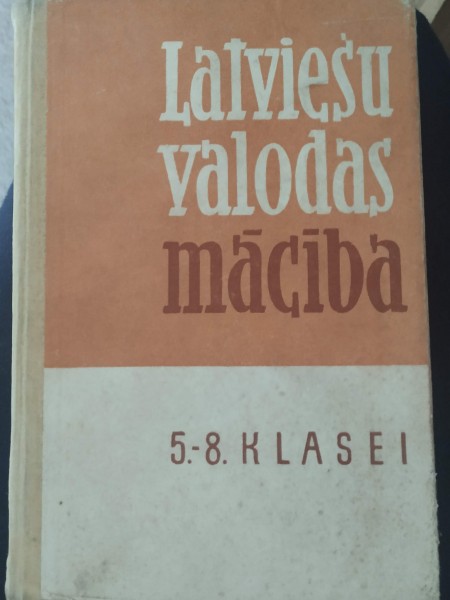 Latviešu
valodas
mācība
5.-8. KLASEI